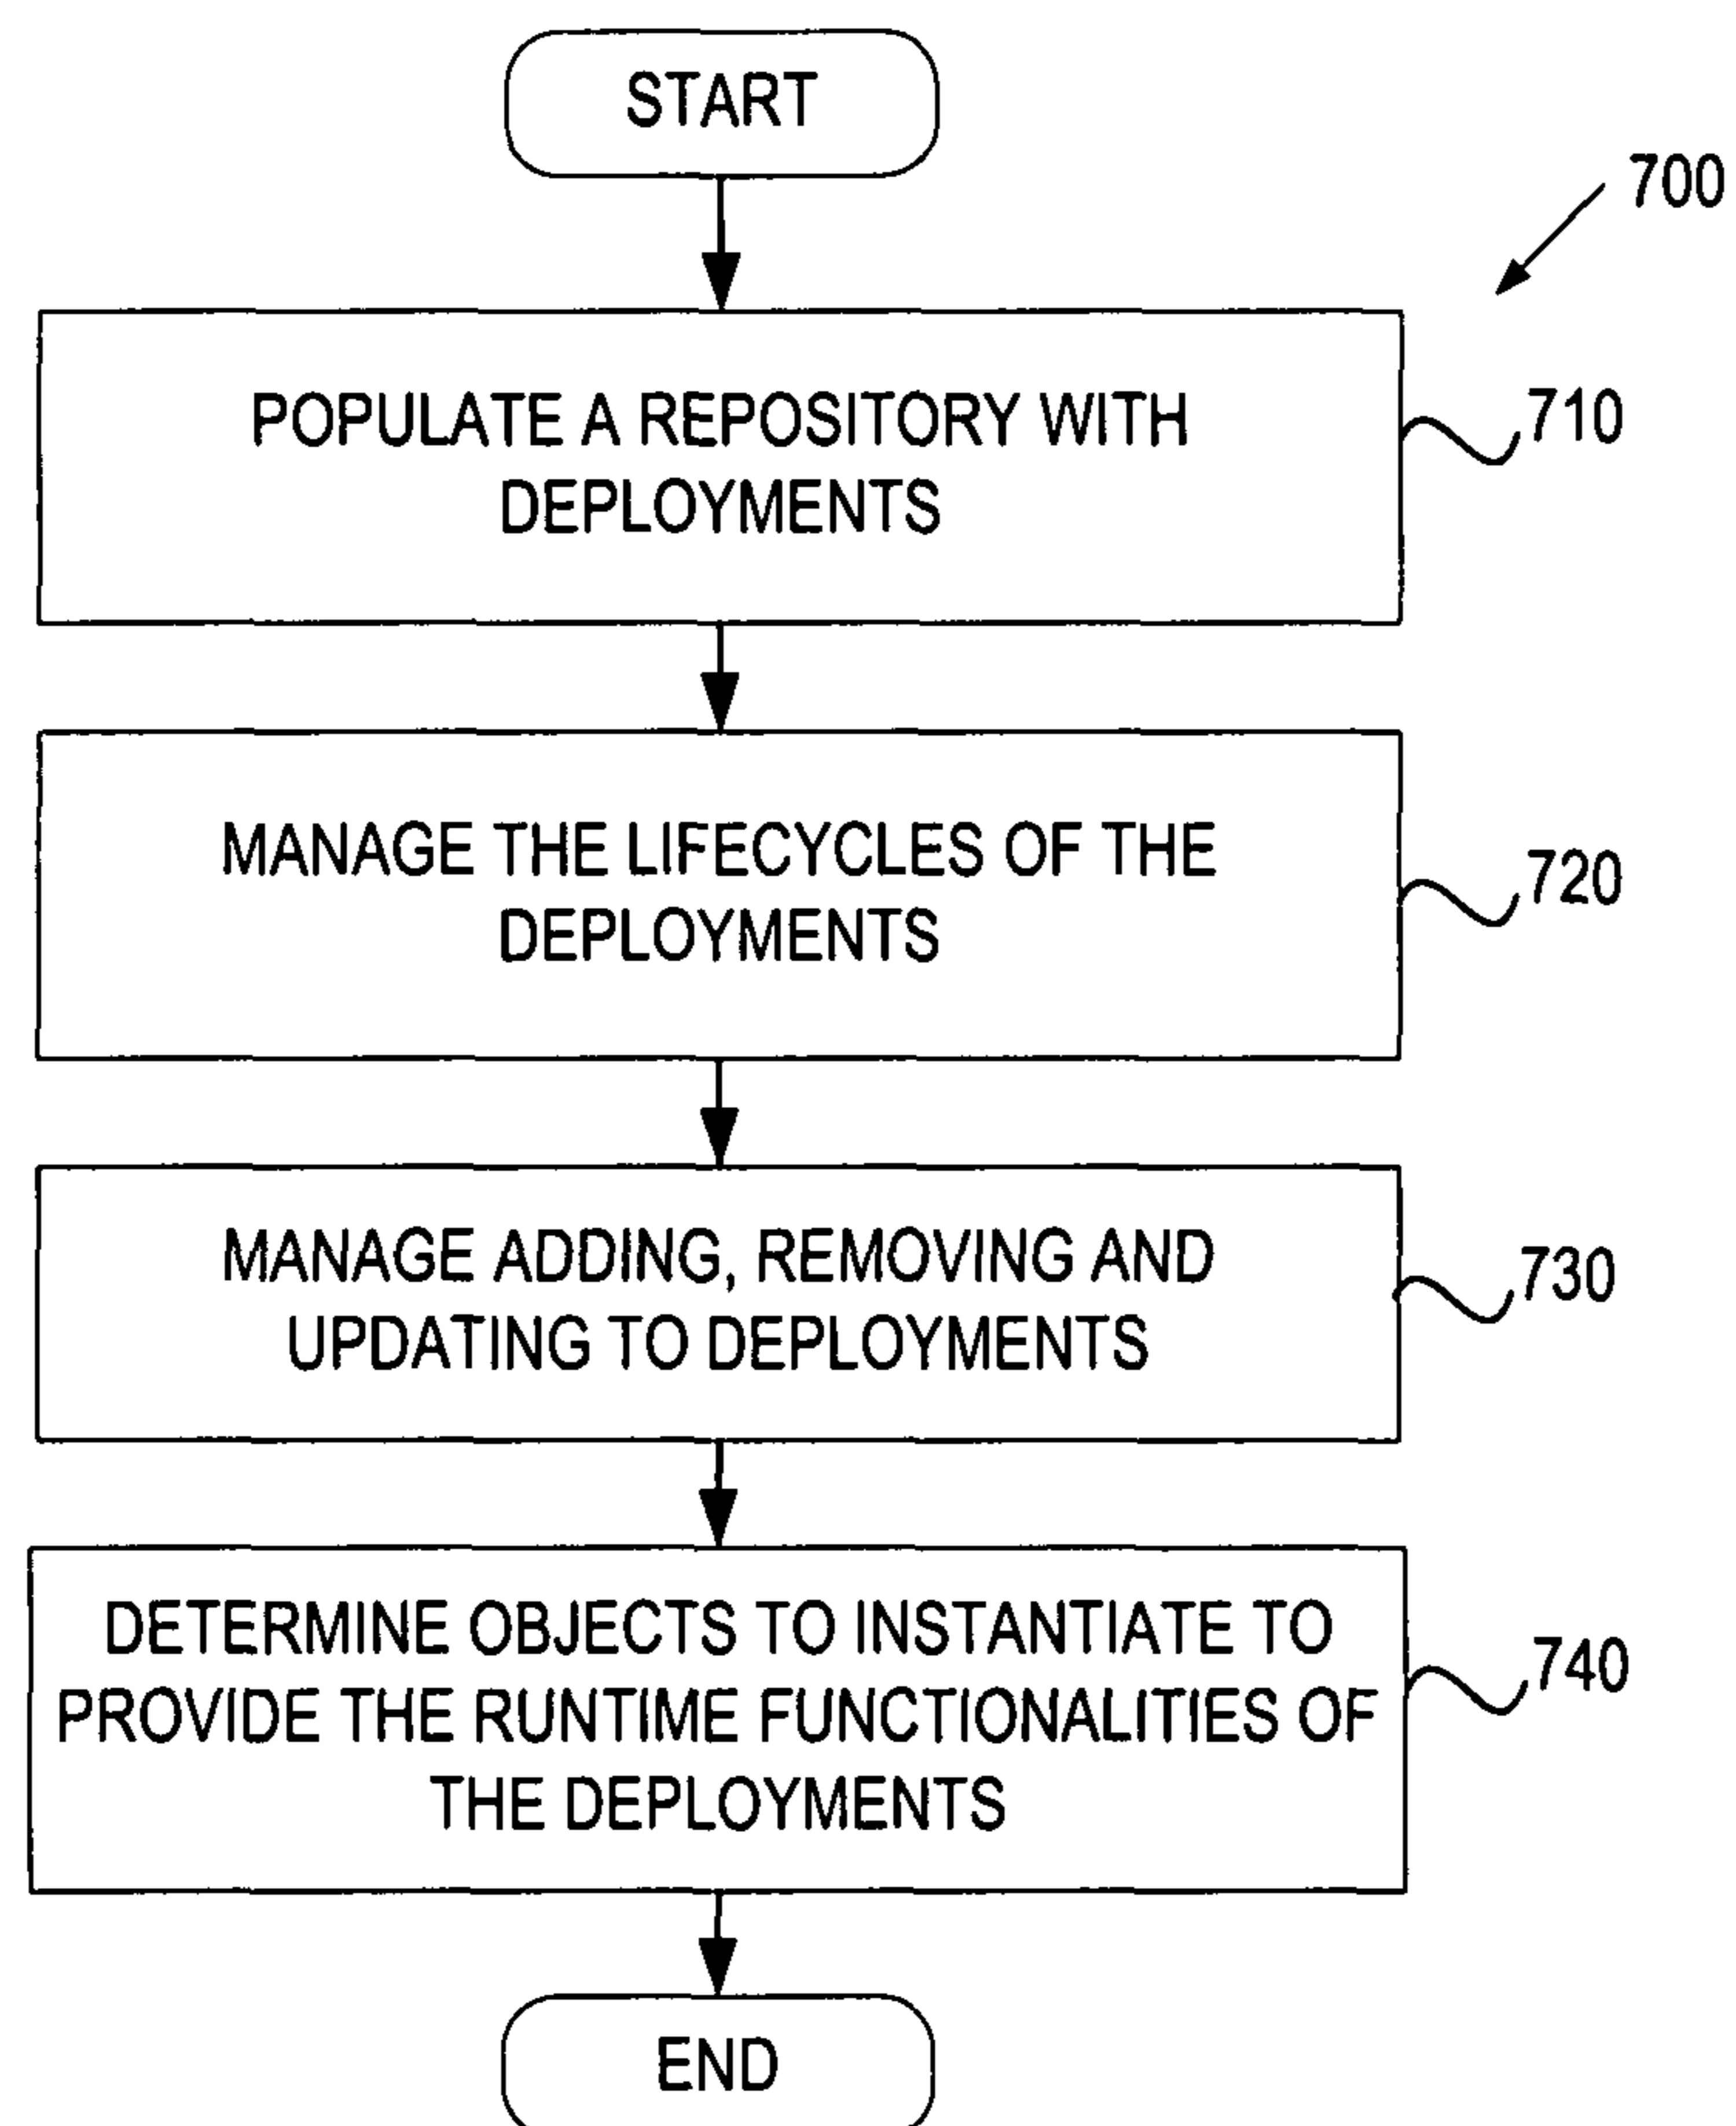 START
700
POPULATE A REPOSITORY WITH
DEPLOYMENTS
710
MANAGE THE LIFECYCLES OF THE
DEPLOYMENTS
720
MANAGE ADDING, REMOVING AND
UPDATING TO DEPLOYMENTS
730
DETERMINE OBJECTS TO INSTANTIATE TO
PROVIDE THE RUNTIME FUNCTIONALITIES OF
THE DEPLOYMENTS
740
END